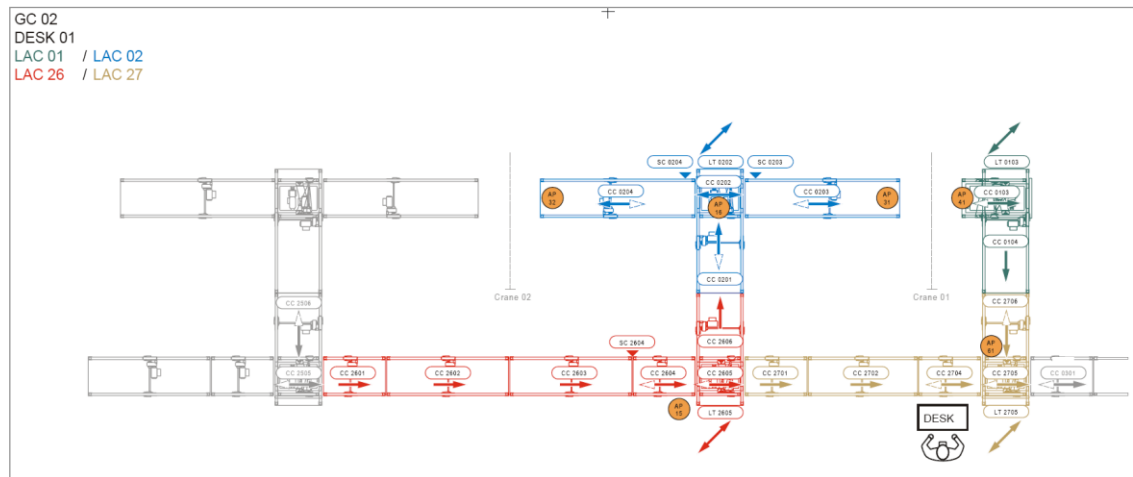 GC 02
DESK 01
LAC 01 / LAC 02
LAC 26 / LAC 27
SC 0204
LT 0202
SC 0203
LT 0103
AP 32
CC 0204
CC 0202
AP 16
CC 0203
AP 31
AP 41
CC 0103
CC 0104
CC 0201
Crane 02
Crane 01
CC 2506
CC 2706
SC 2604
CC 2606
AP 61
CC 2505
CC 2601
CC 2602
CC 2603
CC 2604
CC 2605
CC 2701
CC 2702
CC 2704
CC 2705
CC 0301
AP 15
LT 2605
DESK
LT 2705